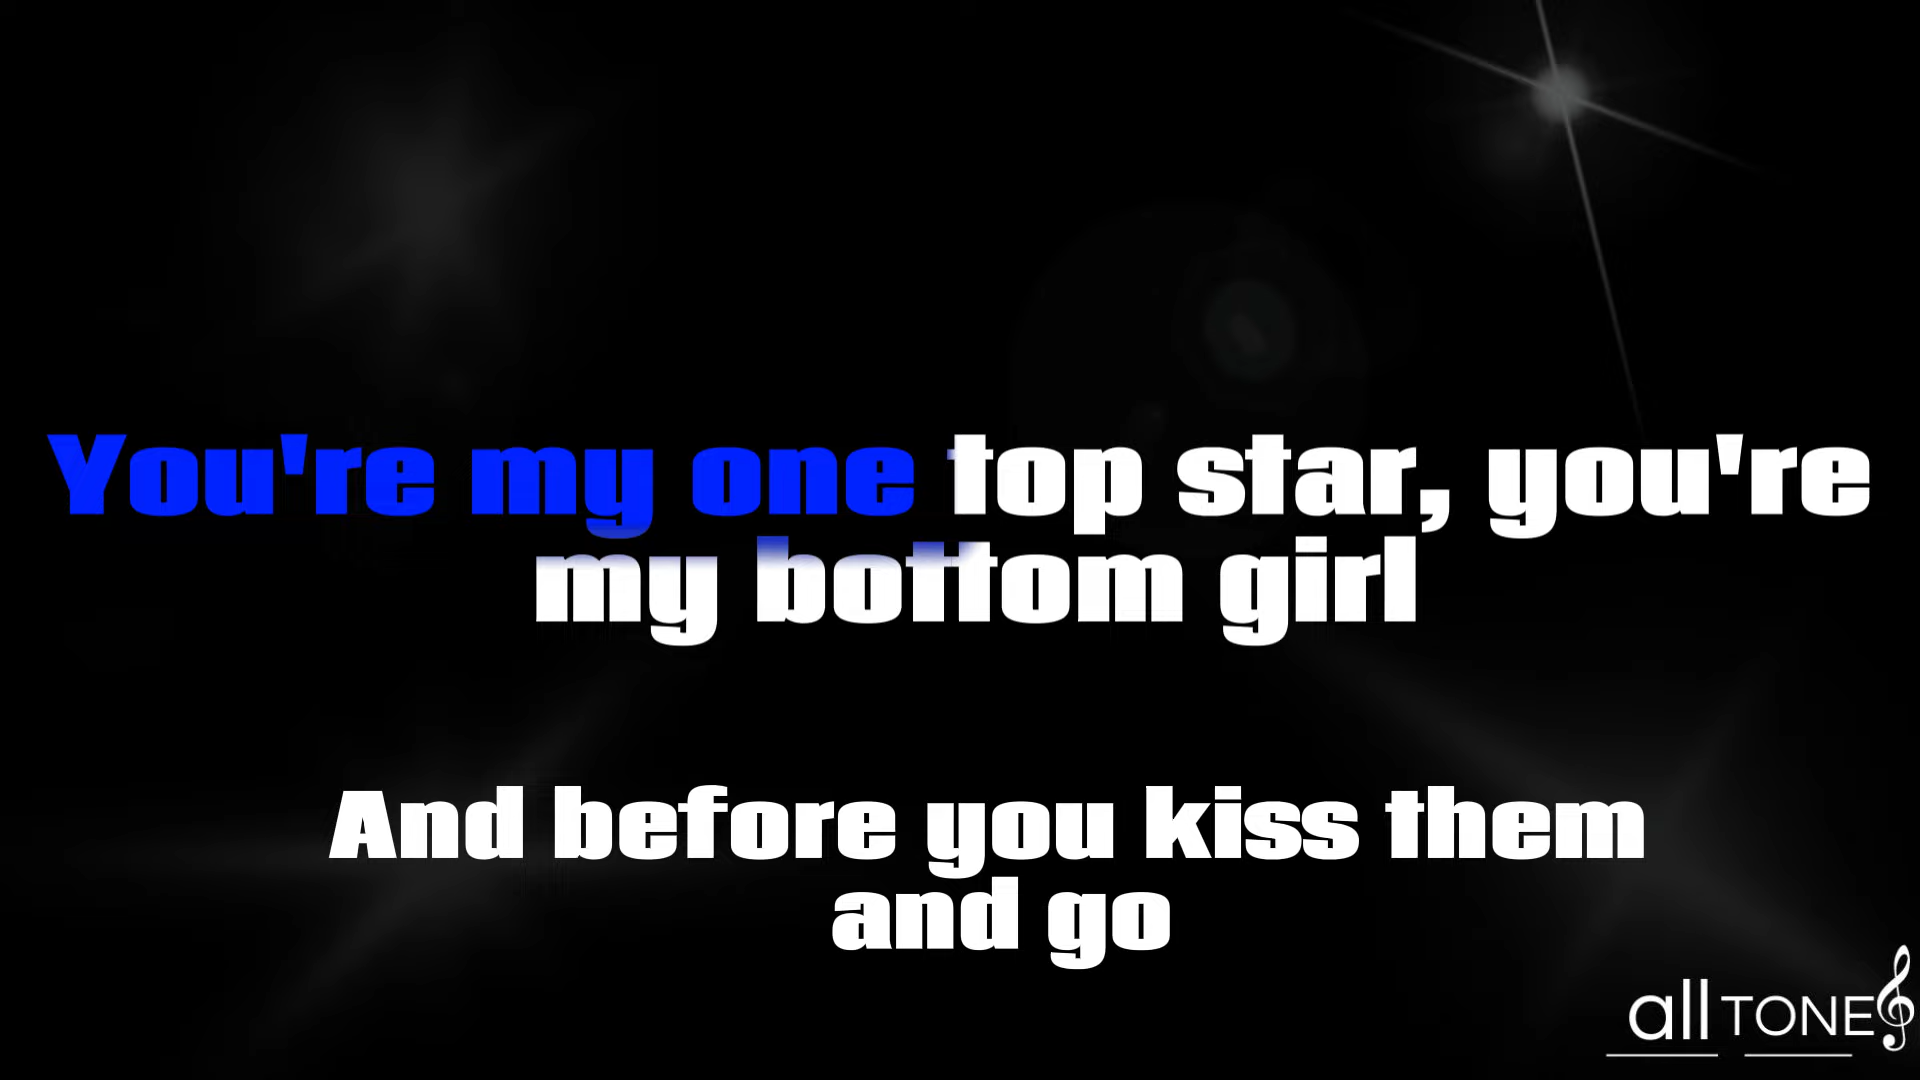 You're my one top star, you're
my bottom girl
And before you kiss them
and go
all TONES